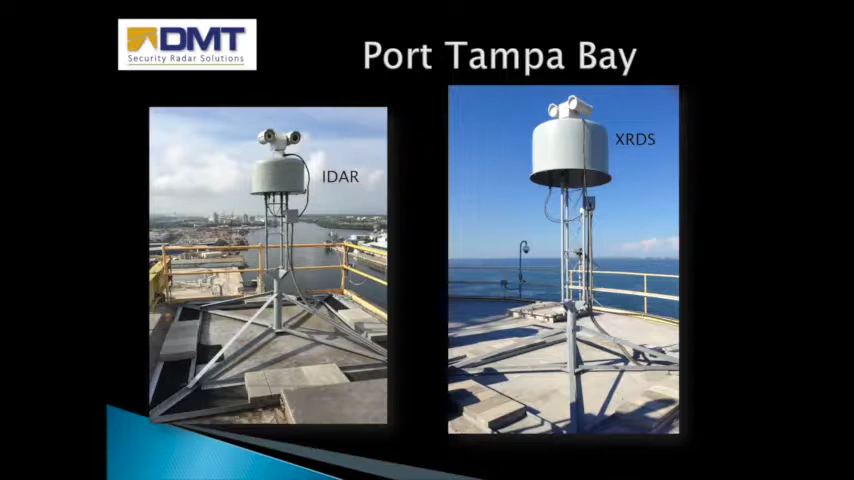 DMT
Security Radar Solutions
Port Tampa Bay
IDAR
XRDS